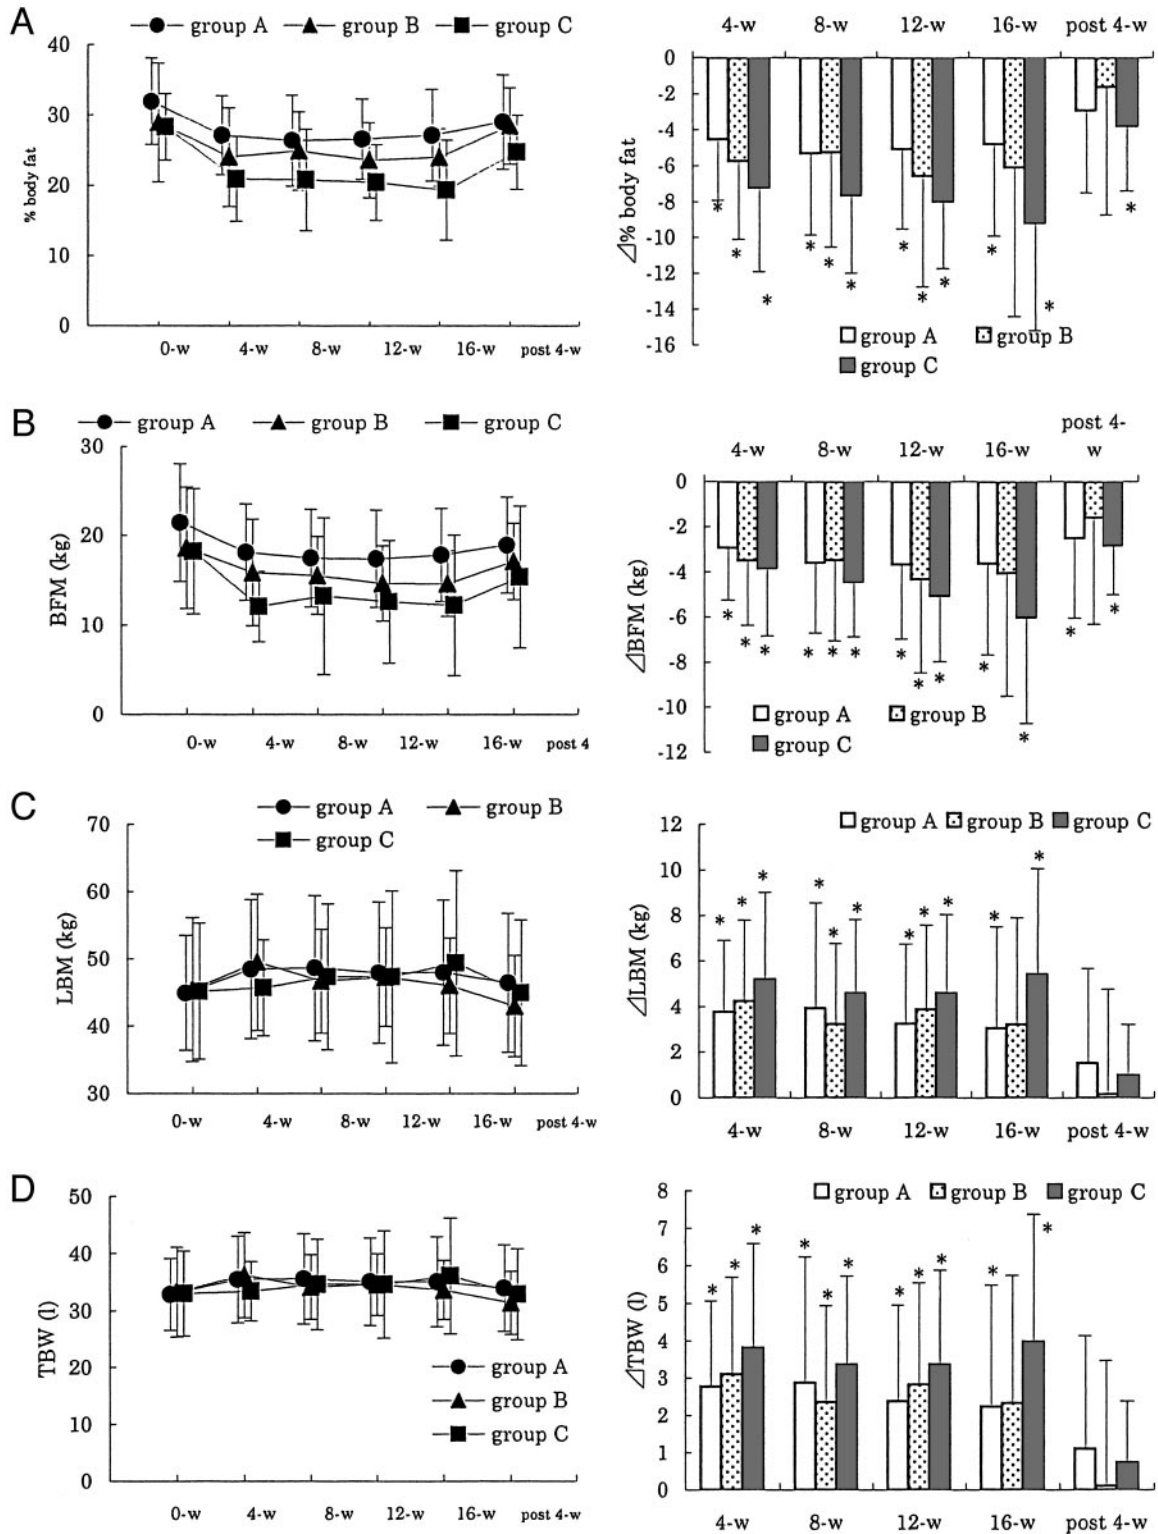 A
group A group B group C
40
30
20
10
0
% body fat
0-w 4-w 8-w 12-w 16-w post 4-w
4-w 8-w 12-w 16-w post 4-w
0
-2
-4
-6
-8
-10
-12
-14
-16
⊿% body fat
* * * * * * * * * * * *
group A group B
group C
B
group A group B group C
30
20
10
0
BFM (kg)
0-w 4-w 8-w 12-w 16-w post 4
post 4-
4-w 8-w 12-w 16-w w
0
-2
-4
-6
-8
-10
-12
⊿BFM (kg)
* * * * * * * * * * * * *
group A group B
group C
C
group A group B
group C
70
60
50
40
30
LBM (kg)
0-w 4-w 8-w 12-w 16-w post 4-w
group A group B group C
12
10
8
6
4
2
0
⊿LBM (kg)
* * * * * * * * * * *
4-w 8-w 12-w 16-w post 4-w
D
50
40
30
20
10
0
TBW (l)
group A
group B
group C
0-w 4-w 8-w 12-w 16-w post 4-w
group A group B group C
8
7
6
5
4
3
2
1
0
⊿TBW (l)
* * * * * * * * * * *
4-w 8-w 12-w 16-w post 4-w